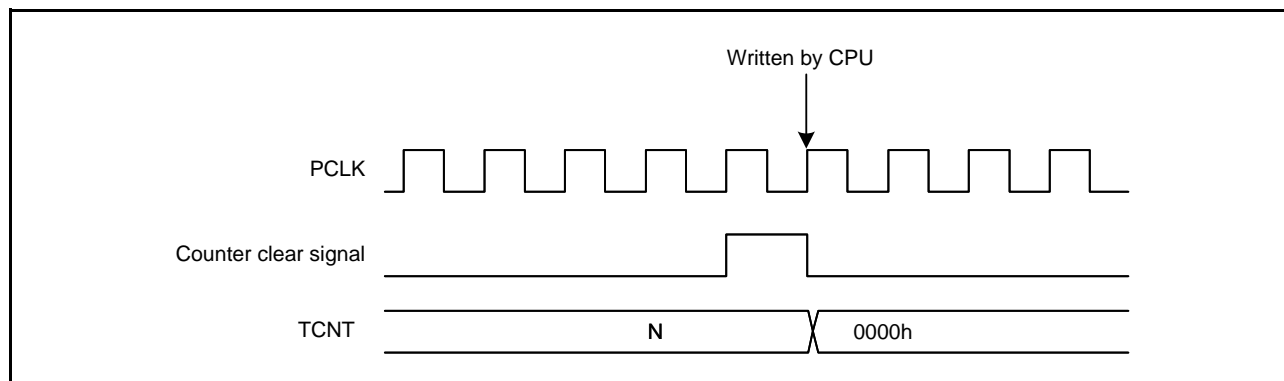 Written by CPU
PCLK
Counter clear signal
TCNT N 0000h